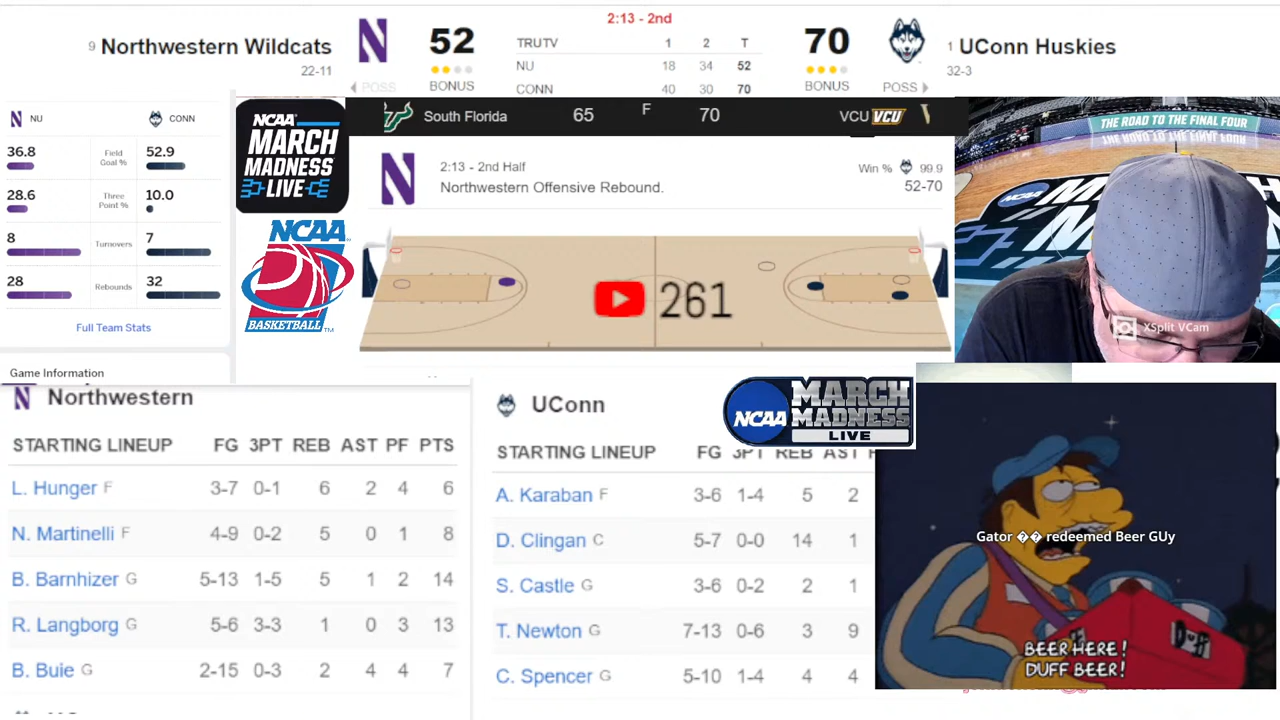 2:13 - 2nd
9 Northwestern Wildcats
22-11
N
52
BONUS
POSS
TRUTV 1 2 T
NU 18 34 52
CONN 40 30 70
70
BONUS
POSS
1 UConn Huskies
32-3
N NU
CONN
36.8 Field Goal % 52.9
28.6 Three Point % 10.0
8 Turnovers 7
28 Rebounds 32
Full Team Stats
Game Information
NCAA
MARCH
MADNESS
LIVE
NCAA
BASKETBALL
TM
South Florida 65 F 70 VCU VCU
N
2:13 - 2nd Half
Northwestern Offensive Rebound.
Win % 99.9
52-70
261
THE ROAD TO THE FINAL FOUR
NCAA
XSplit VCam
N Northwestern
STARTING LINEUP FG 3PT REB AST PF PTS
L. Hunger F 3-7 0-1 6 2 4 6
N. Martinelli F 4-9 0-2 5 0 1 8
B. Barnhizer G 5-13 1-5 5 1 2 14
R. Langborg G 5-6 3-3 1 0 3 13
B. Buie G 2-15 0-3 2 4 4 7
UConn
STARTING LINEUP FG 3PT REB AST
A. Karaban F 3-6 1-4 5 2
D. Clingan C 5-7 0-0 14 1
S. Castle G 3-6 0-2 2 1
T. Newton G 7-13 0-6 3 9
C. Spencer G 5-10 1-4 4 4
NCAA
MARCH
MADNESS
LIVE
Gator �� redeemed Beer GUy
Duff
BEER HERE!
DUFF BEER!